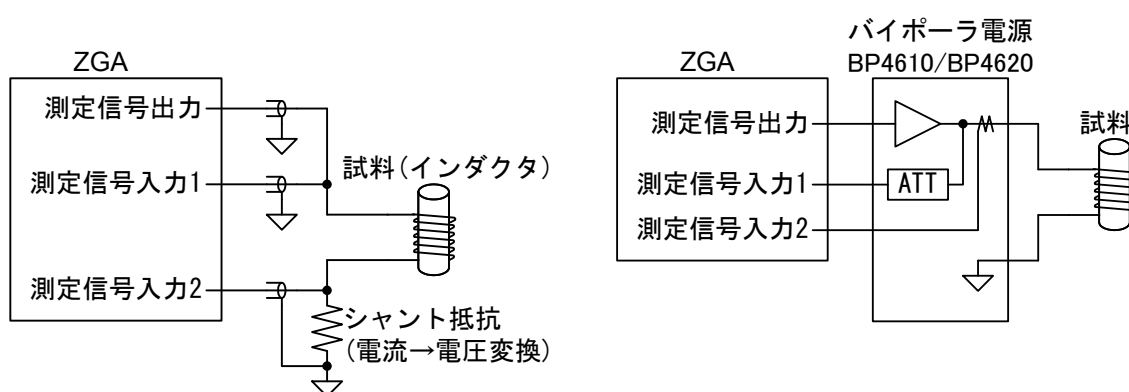 ZGA
測定信号出力
測定信号入力1
測定信号入力2
試料(インダクタ)
シャント抵抗
(電流→電圧変換)
バイポーラ電源
BP4610/BP4620
ZGA
測定信号出力
測定信号入力1
測定信号入力2
ATT
試料